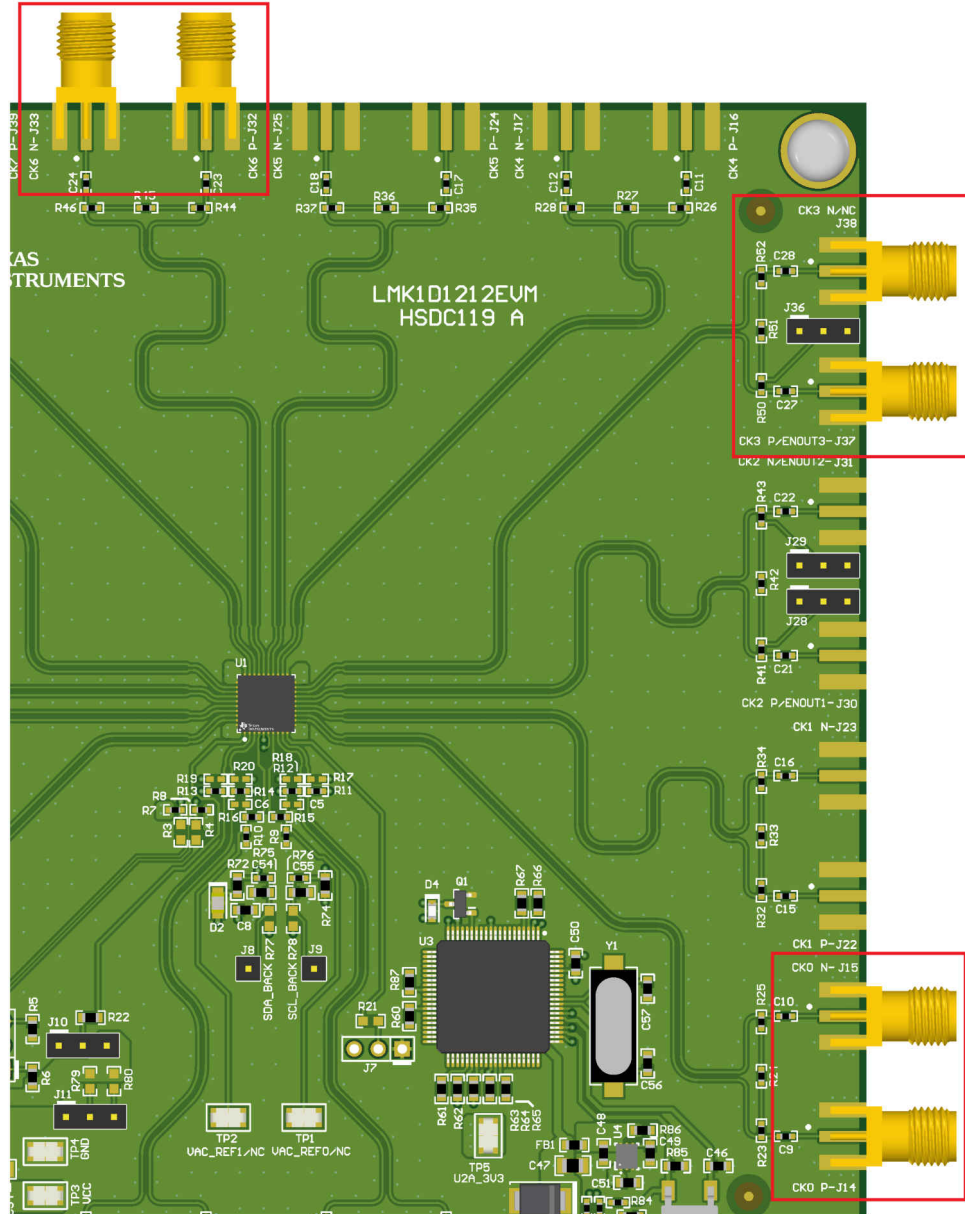 CK7 P-J39
CK6 N-J33
CK6 P-J32
CK5 N-J25
CK5 P-J24
CK4 N-J17
CK4 P-J16
C24
C23
C18
C17
C12
C11
R46
R44
R37
R36
R35
R28
R27
R26
CK3 N/NC
J38
R52
C28
J36
R51
R50
C27
CK3 P/ENOUT3-J37
CK2 N/ENOUT2-J31
XAS
STRUMENTS
LMK1D1212EVM
HSDC119 A
R43
C22
J29
R42
J28
R41
C21
CK2 P/ENOUT1-J30
CK1 N-J23
U1
R34
C16
R33
R32
C15
CK1 P-J22
R18
R19
R20
R12
R17
R13
R14
R11
R8
R7
C6
C5
R3
R4
R16
R15
R10
R9
R75
R76
R72
C54
C55
R74
D2
C8
R77
R78
J8
J9
SDA_BACK
SCL_BACK
D4
Q1
R67
R66
U3
C50
Y1
R87
R60
C57
C56
R21
J7
R5
J10
R22
R6
R79
R80
J11
R61
R62
R63
R64
R65
CK0 N-J15
R25
C10
R23
C9
CK0 P-J14
TP4
GND
TP3
VCC
TP2
VAC_REF1/NC
TP1
VAC_REF0/NC
TP5
U2A_3V3
FB1
C47
C48
U4
R86
C49
R85
C46
C51
R84